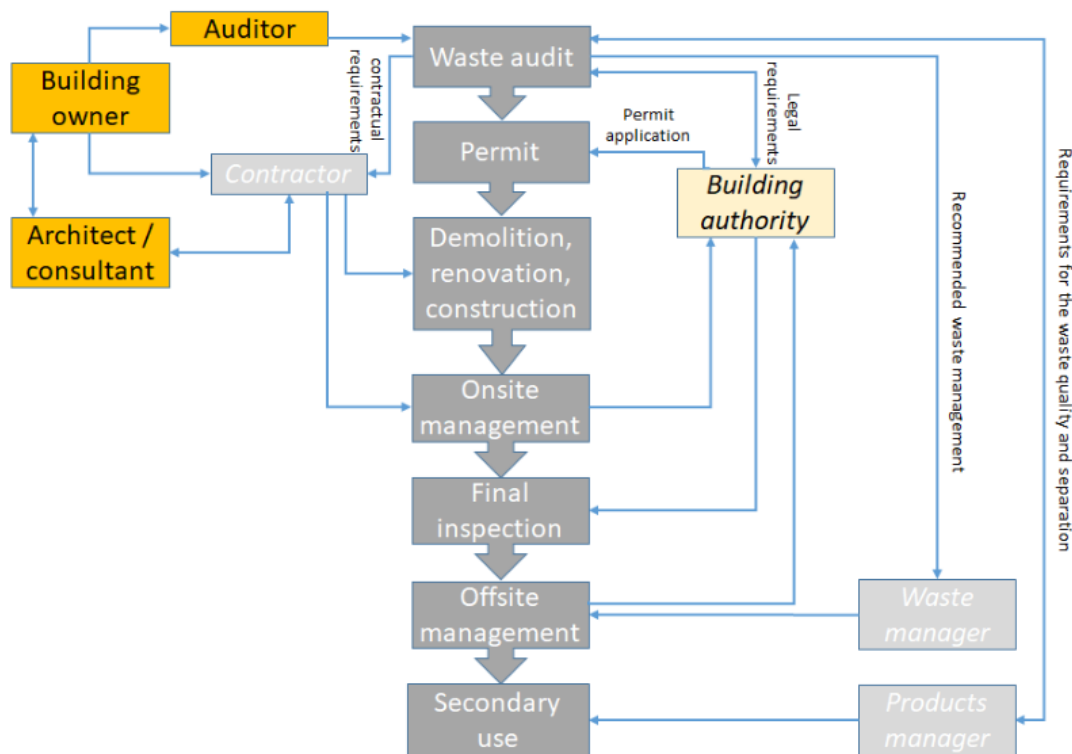 Auditor
Waste audit
Building
owner
contractual
requirements
Legal
requirements
Permit
application
Permit
Contractor
Building
authority
Architect /
consultant
Demolition,
renovation,
construction
Requirements for the waste quality and separation
Recommended waste management
Onsite
management
Final
inspection
Offsite
management
Waste
manager
Secondary
use
Products
manager